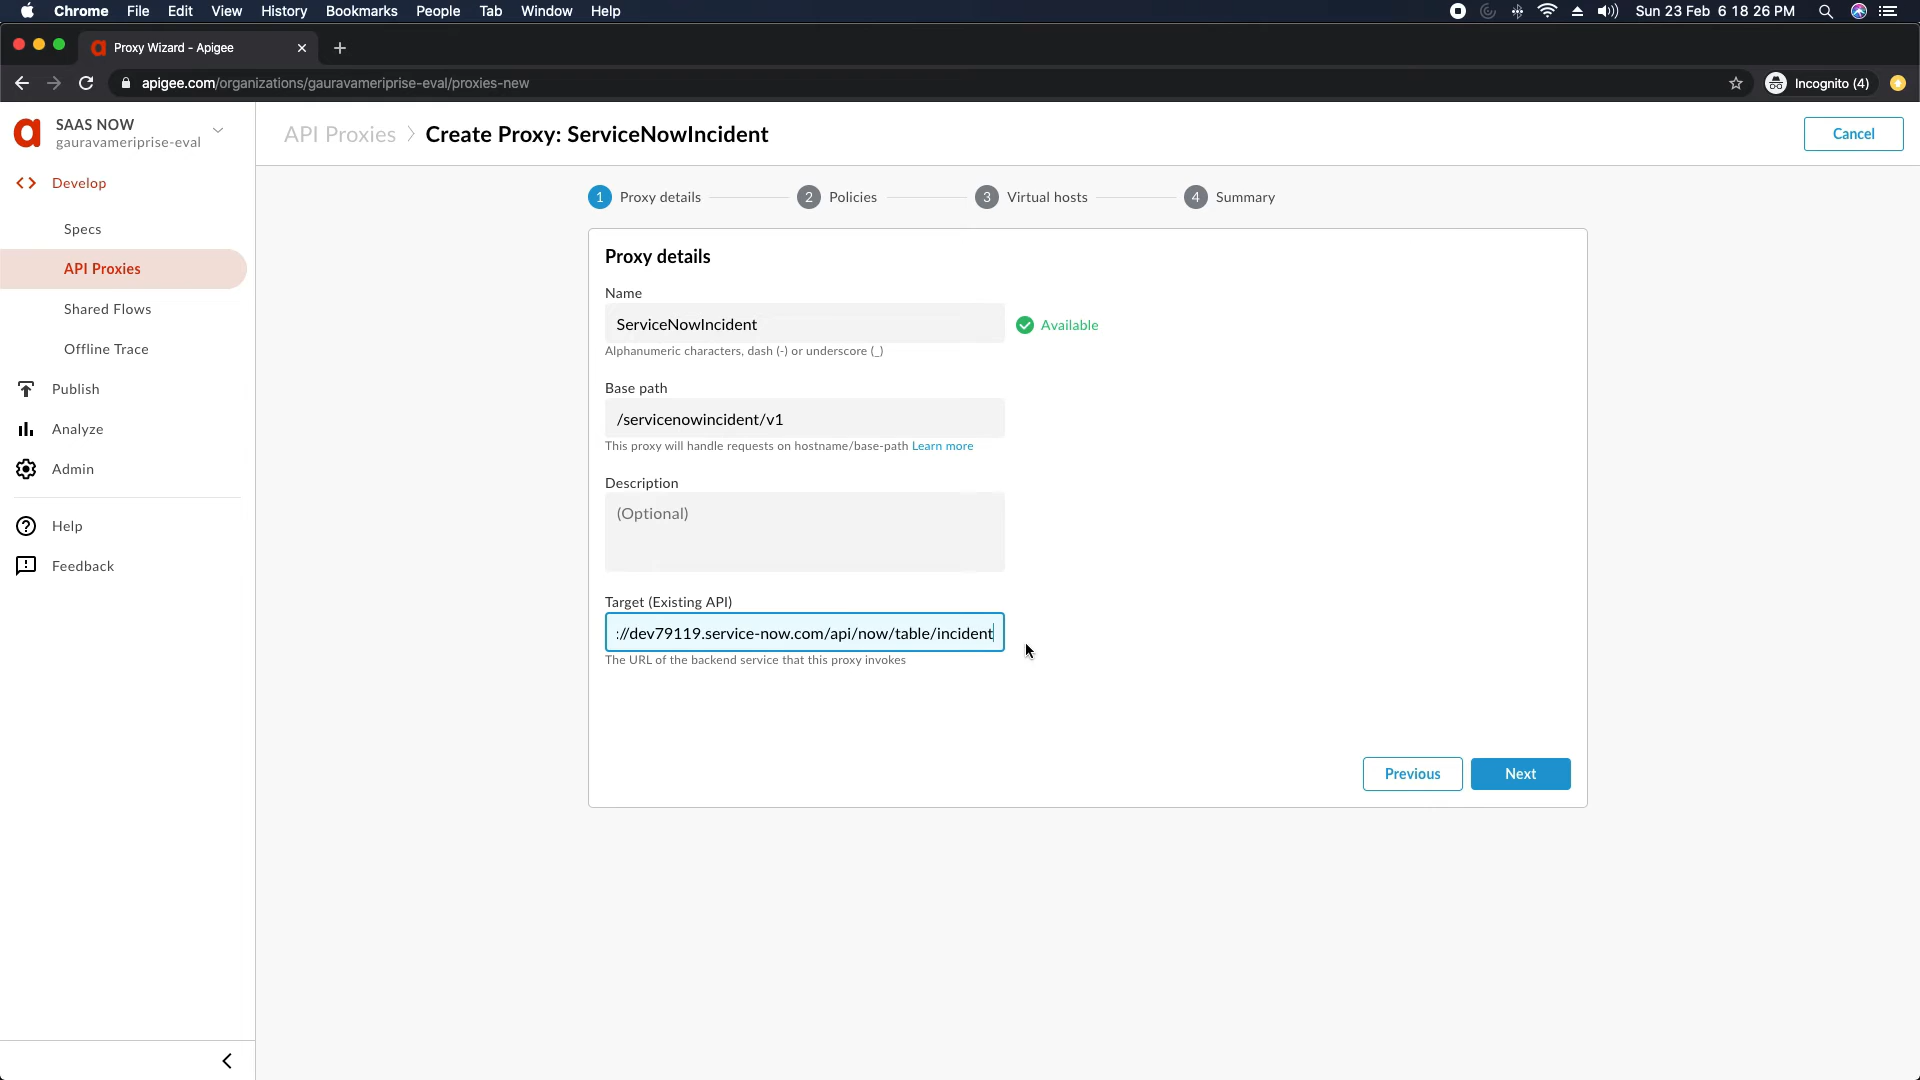 Chrome File Edit View History Bookmarks People Tab Window Help Sun 23 Feb 6 18 26 PM
Proxy Wizard - Apigee
apigee.com/organizations/gauravameriprise-eval/proxies-new Incognito (4)
SAAS NOW
gauravameriprise-eval
API Proxies > Create Proxy: ServiceNowIncident Cancel
Develop
Specs
API Proxies
Shared Flows
Offline Trace
Publish
Analyze
Admin
Help
Feedback
1 Proxy details 2 Policies 3 Virtual hosts 4 Summary
Proxy details
Name
ServiceNowIncident Available
Alphanumeric characters, dash (-) or underscore (_)
Base path
/servicenowincident/v1
This proxy will handle requests on hostname/base-path Learn more
Description
(Optional)
Target (Existing API)
://dev79119.service-now.com/api/now/table/incident
The URL of the backend service that this proxy invokes
Previous Next